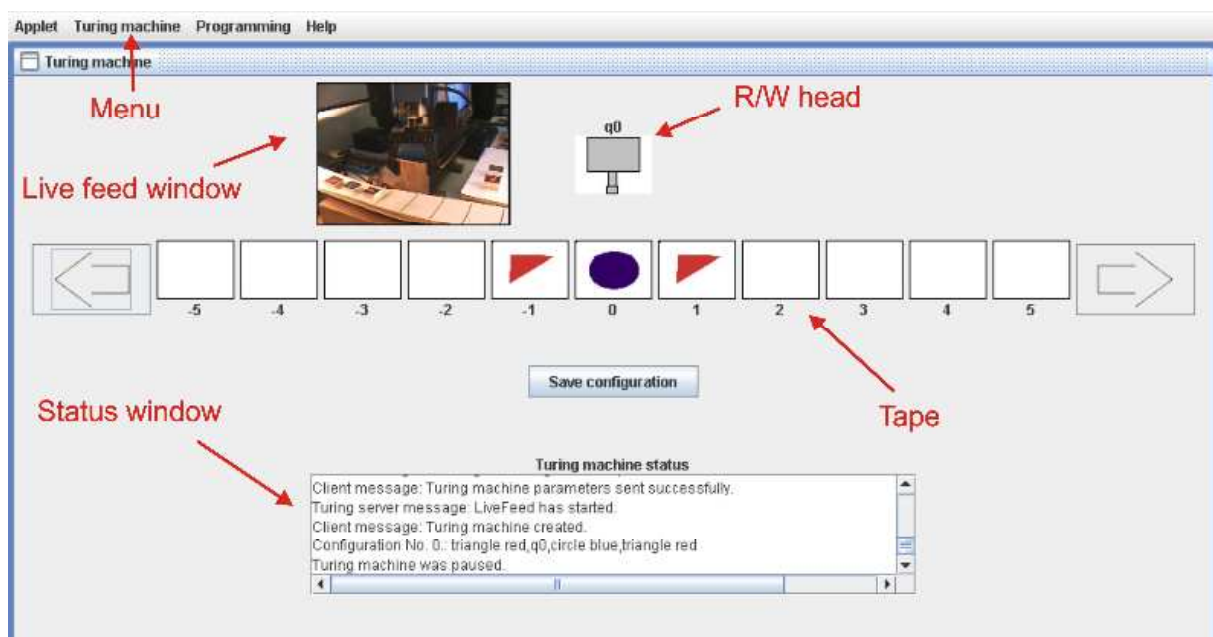 Applet Turing machine Programming Help
Turing machine
Menu
R/W head
q0
Live feed window
-5 -4 -3 -2 -1 0 1 2 3 4 5
Save configuration
Status window
Tape
Turing machine status
Client message: Turing machine parameters sent successfully.
Turing server message: LiveFeed has started.
Client message: Turing machine created.
Configuration No. 0.: triangle red,q0,circle blue,triangle red
Turing machine was paused.